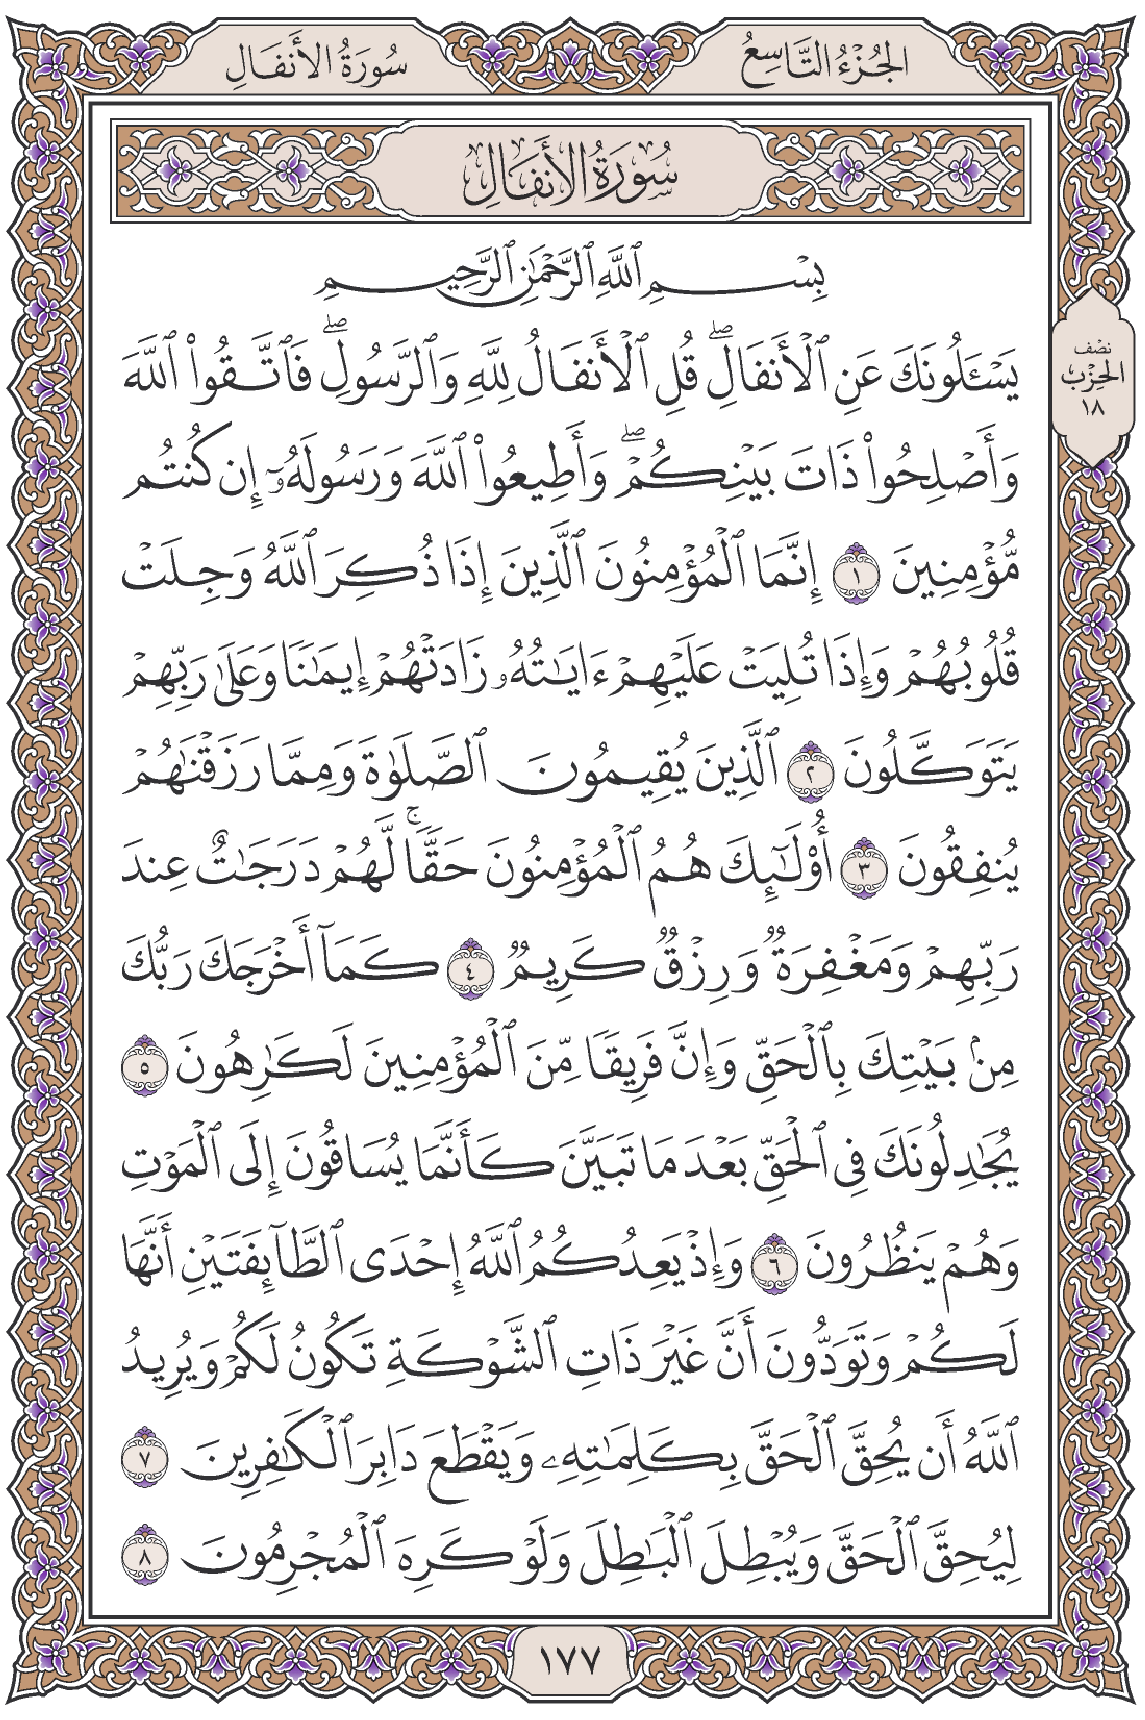 الجُزْءُ التَّاسِعُ
سُورَةُ الأَنفَالِ
سُورَةُ الأَنفَالِ
بِسْمِ ٱللَّهِ ٱلرَّحْمَٰنِ ٱلرَّحِيمِ
يَسْـَٔلُونَكَ عَنِ ٱلْأَنفَالِۖ قُلِ ٱلْأَنفَالُ لِلَّهِ وَٱلرَّسُولِۖ فَٱتَّقُوا۟ ٱللَّهَ
نصْف
الحِزْب
١٨
وَأَصْلِحُوا۟ ذَاتَ بَيْنِكُمْۖ وَأَطِيعُوا۟ ٱللَّهَ وَرَسُولَهُۥٓ إِن كُنتُم
مُّؤْمِنِينَ ١ إِنَّمَا ٱلْمُؤْمِنُونَ ٱلَّذِينَ إِذَا ذُكِرَ ٱللَّهُ وَجِلَتْ
قُلُوبُهُمْ وَإِذَا تُلِيَتْ عَلَيْهِمْ ءَايَٰتُهُۥ زَادَتْهُمْ إِيمَٰنًا وَعَلَىٰ رَبِّهِمْ
يَتَوَكَّلُونَ ٢ ٱلَّذِينَ يُقِيمُونَ ٱلصَّلَوٰةَ وَمِمَّا رَزَقْنَٰهُمْ
يُنفِقُونَ ٣ أُو۟لَٰٓئِكَ هُمُ ٱلْمُؤْمِنُونَ حَقًّاۚ لَّهُمْ دَرَجَٰتٌ عِندَ
رَبِّهِمْ وَمَغْفِرَةٌ وَرِزْقٌ كَرِيمٌ ٤ كَمَآ أَخْرَجَكَ رَبُّكَ
مِنۢ بَيْتِكَ بِٱلْحَقِّ وَإِنَّ فَرِيقًا مِّنَ ٱلْمُؤْمِنِينَ لَكَٰرِهُونَ ٥
يُجَٰدِلُونَكَ فِى ٱلْحَقِّ بَعْدَ مَا تَبَيَّنَ كَأَنَّمَا يُسَاقُونَ إِلَى ٱلْمَوْتِ
وَهُمْ يَنظُرُونَ ٦ وَإِذْ يَعِدُكُمُ ٱللَّهُ إِحْدَى ٱلطَّآئِفَتَيْنِ أَنَّهَا
لَكُمْ وَتَوَدُّونَ أَنَّ غَيْرَ ذَاتِ ٱلشَّوْكَةِ تَكُونُ لَكُمْ وَيُرِيدُ
ٱللَّهُ أَن يُحِقَّ ٱلْحَقَّ بِكَلِمَٰتِهِۦ وَيَقْطَعَ دَابِرَ ٱلْكَٰفِرِينَ ٧
لِيُحِقَّ ٱلْحَقَّ وَيُبْطِلَ ٱلْبَٰطِلَ وَلَوْ كَرِهَ ٱلْمُجْرِمُونَ ٨
١٧٧